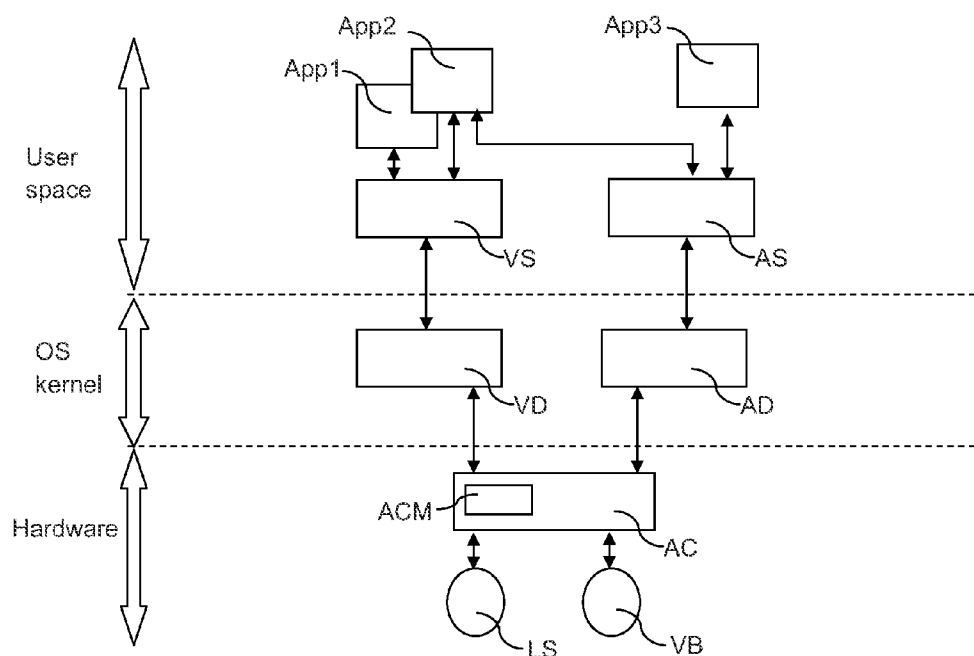 App2
App3
App1
User
space
VS
AS
OS
kernel
VD
AD
ACM
Hardware
AC
LS
VB